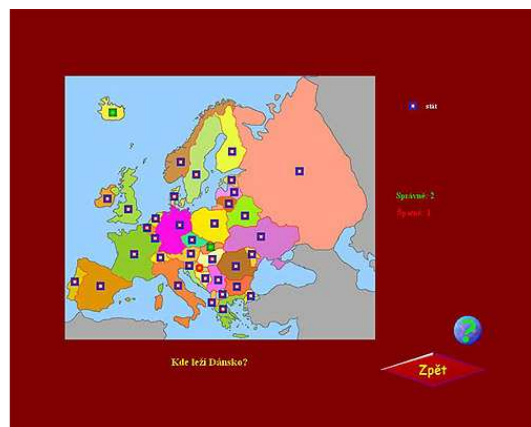 stát
Správně: 2
Špatně: 1
Kde leží Dánsko?
Zpět